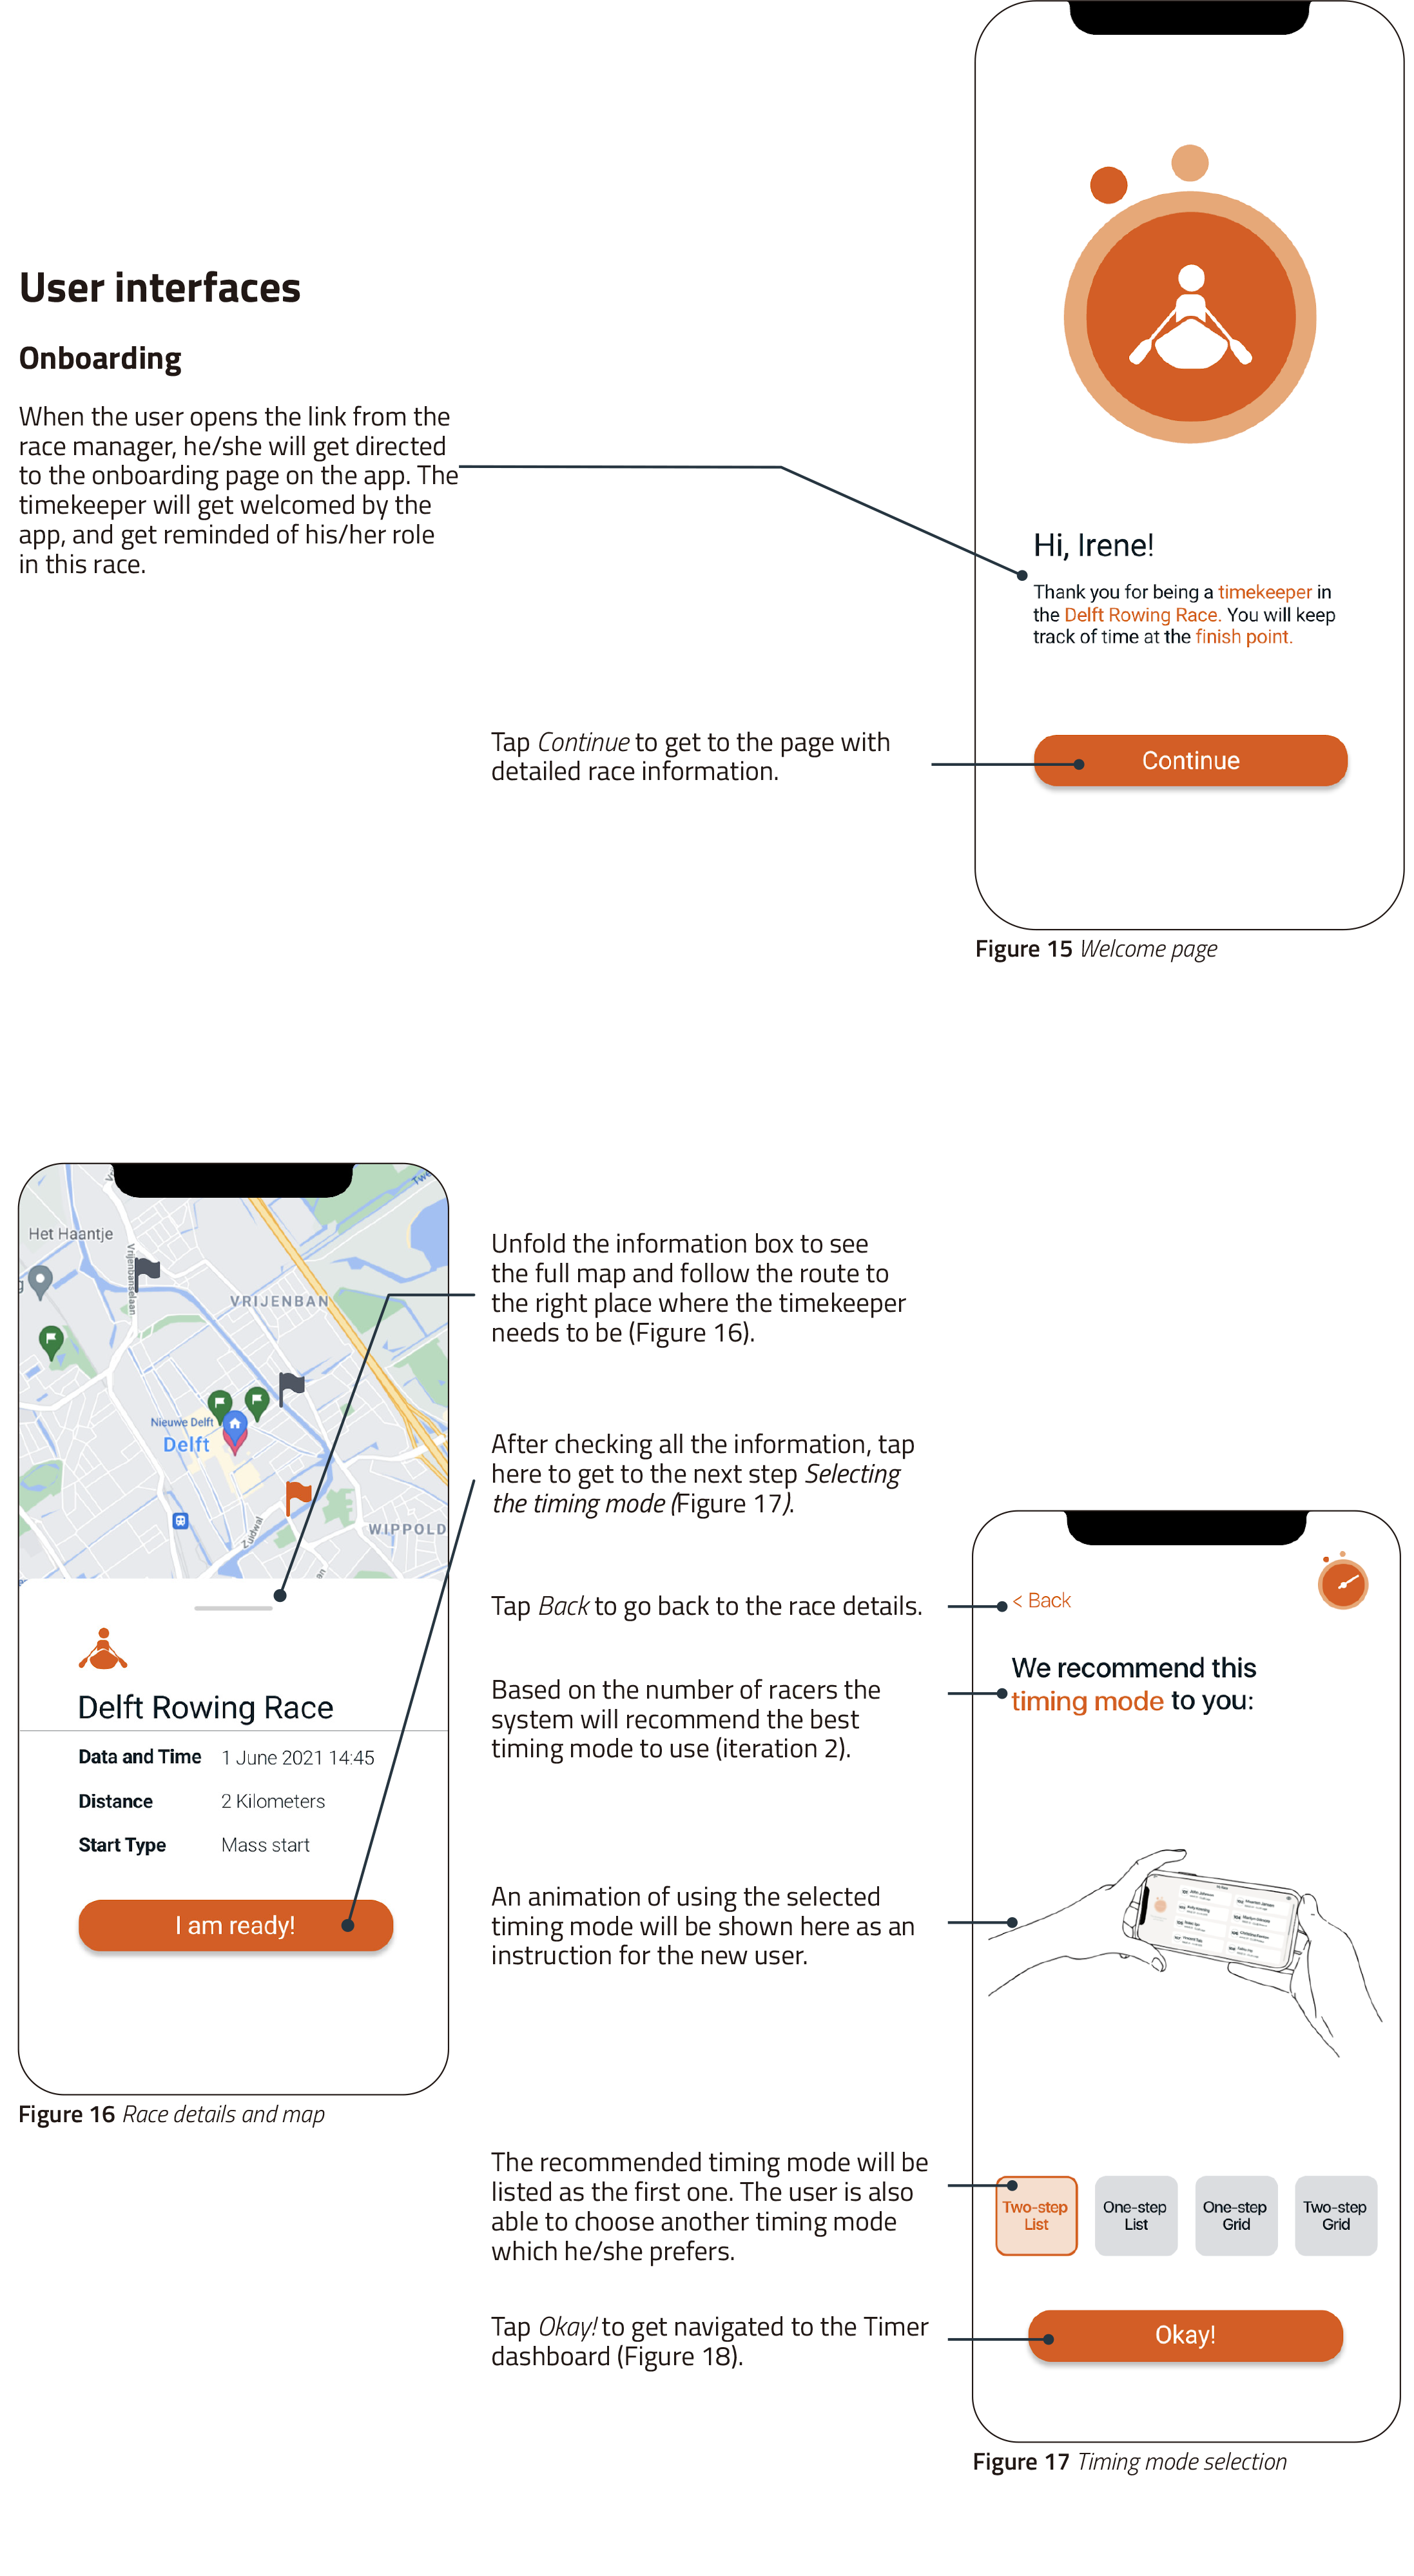 User interfaces
Onboarding
When the user opens the link from the
race manager, he/she will get directed
to the onboarding page on the app. The
timekeeper will get welcomed by the
app, and get reminded of his/her role
in this race.
Hi, Irene!
Thank you for being a timekeeper in
the Delft Rowing Race. You will keep
track of time at the finish point.
Tap Continue to get to the page with
detailed race information.
Continue
Figure 15 Welcome page
Het Haantje
Vrijenbanselaan
VRIJENBAN
Nieuwe Delft
Delft
Zuidwal
WIPPOLD
Delft Rowing Race
Data and Time 1 June 2021 14:45
Distance 2 Kilometers
Start Type Mass start
I am ready!
Figure 16 Race details and map
Unfold the information box to see
the full map and follow the route to
the right place where the timekeeper
needs to be (Figure 16).
After checking all the information, tap
here to get to the next step Selecting
the timing mode (Figure 17).
Tap Back to go back to the race details.
Based on the number of racers the
system will recommend the best
timing mode to use (iteration 2).
An animation of using the selected
timing mode will be shown here as an
instruction for the new user.
The recommended timing mode will be
listed as the first one. The user is also
able to choose another timing mode
which he/she prefers.
Tap Okay! to get navigated to the Timer
dashboard (Figure 18).
< Back
We recommend this
timing mode to you:
Two-step
List
One-step
List
One-step
Grid
Two-step
Grid
Okay!
Figure 17 Timing mode selection